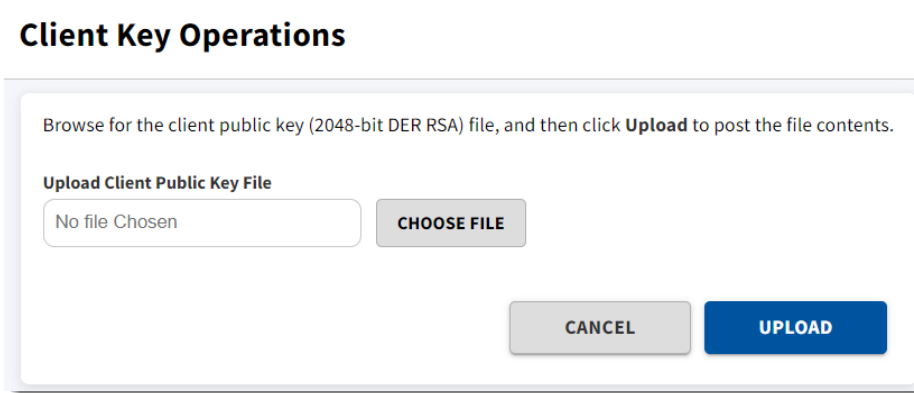 Client Key Operations
Browse for the client public key (2048-bit DER RSA) file, and then click Upload to post the file contents.
Upload Client Public Key File
No file Chosen
CHOOSE FILE
CANCEL
UPLOAD